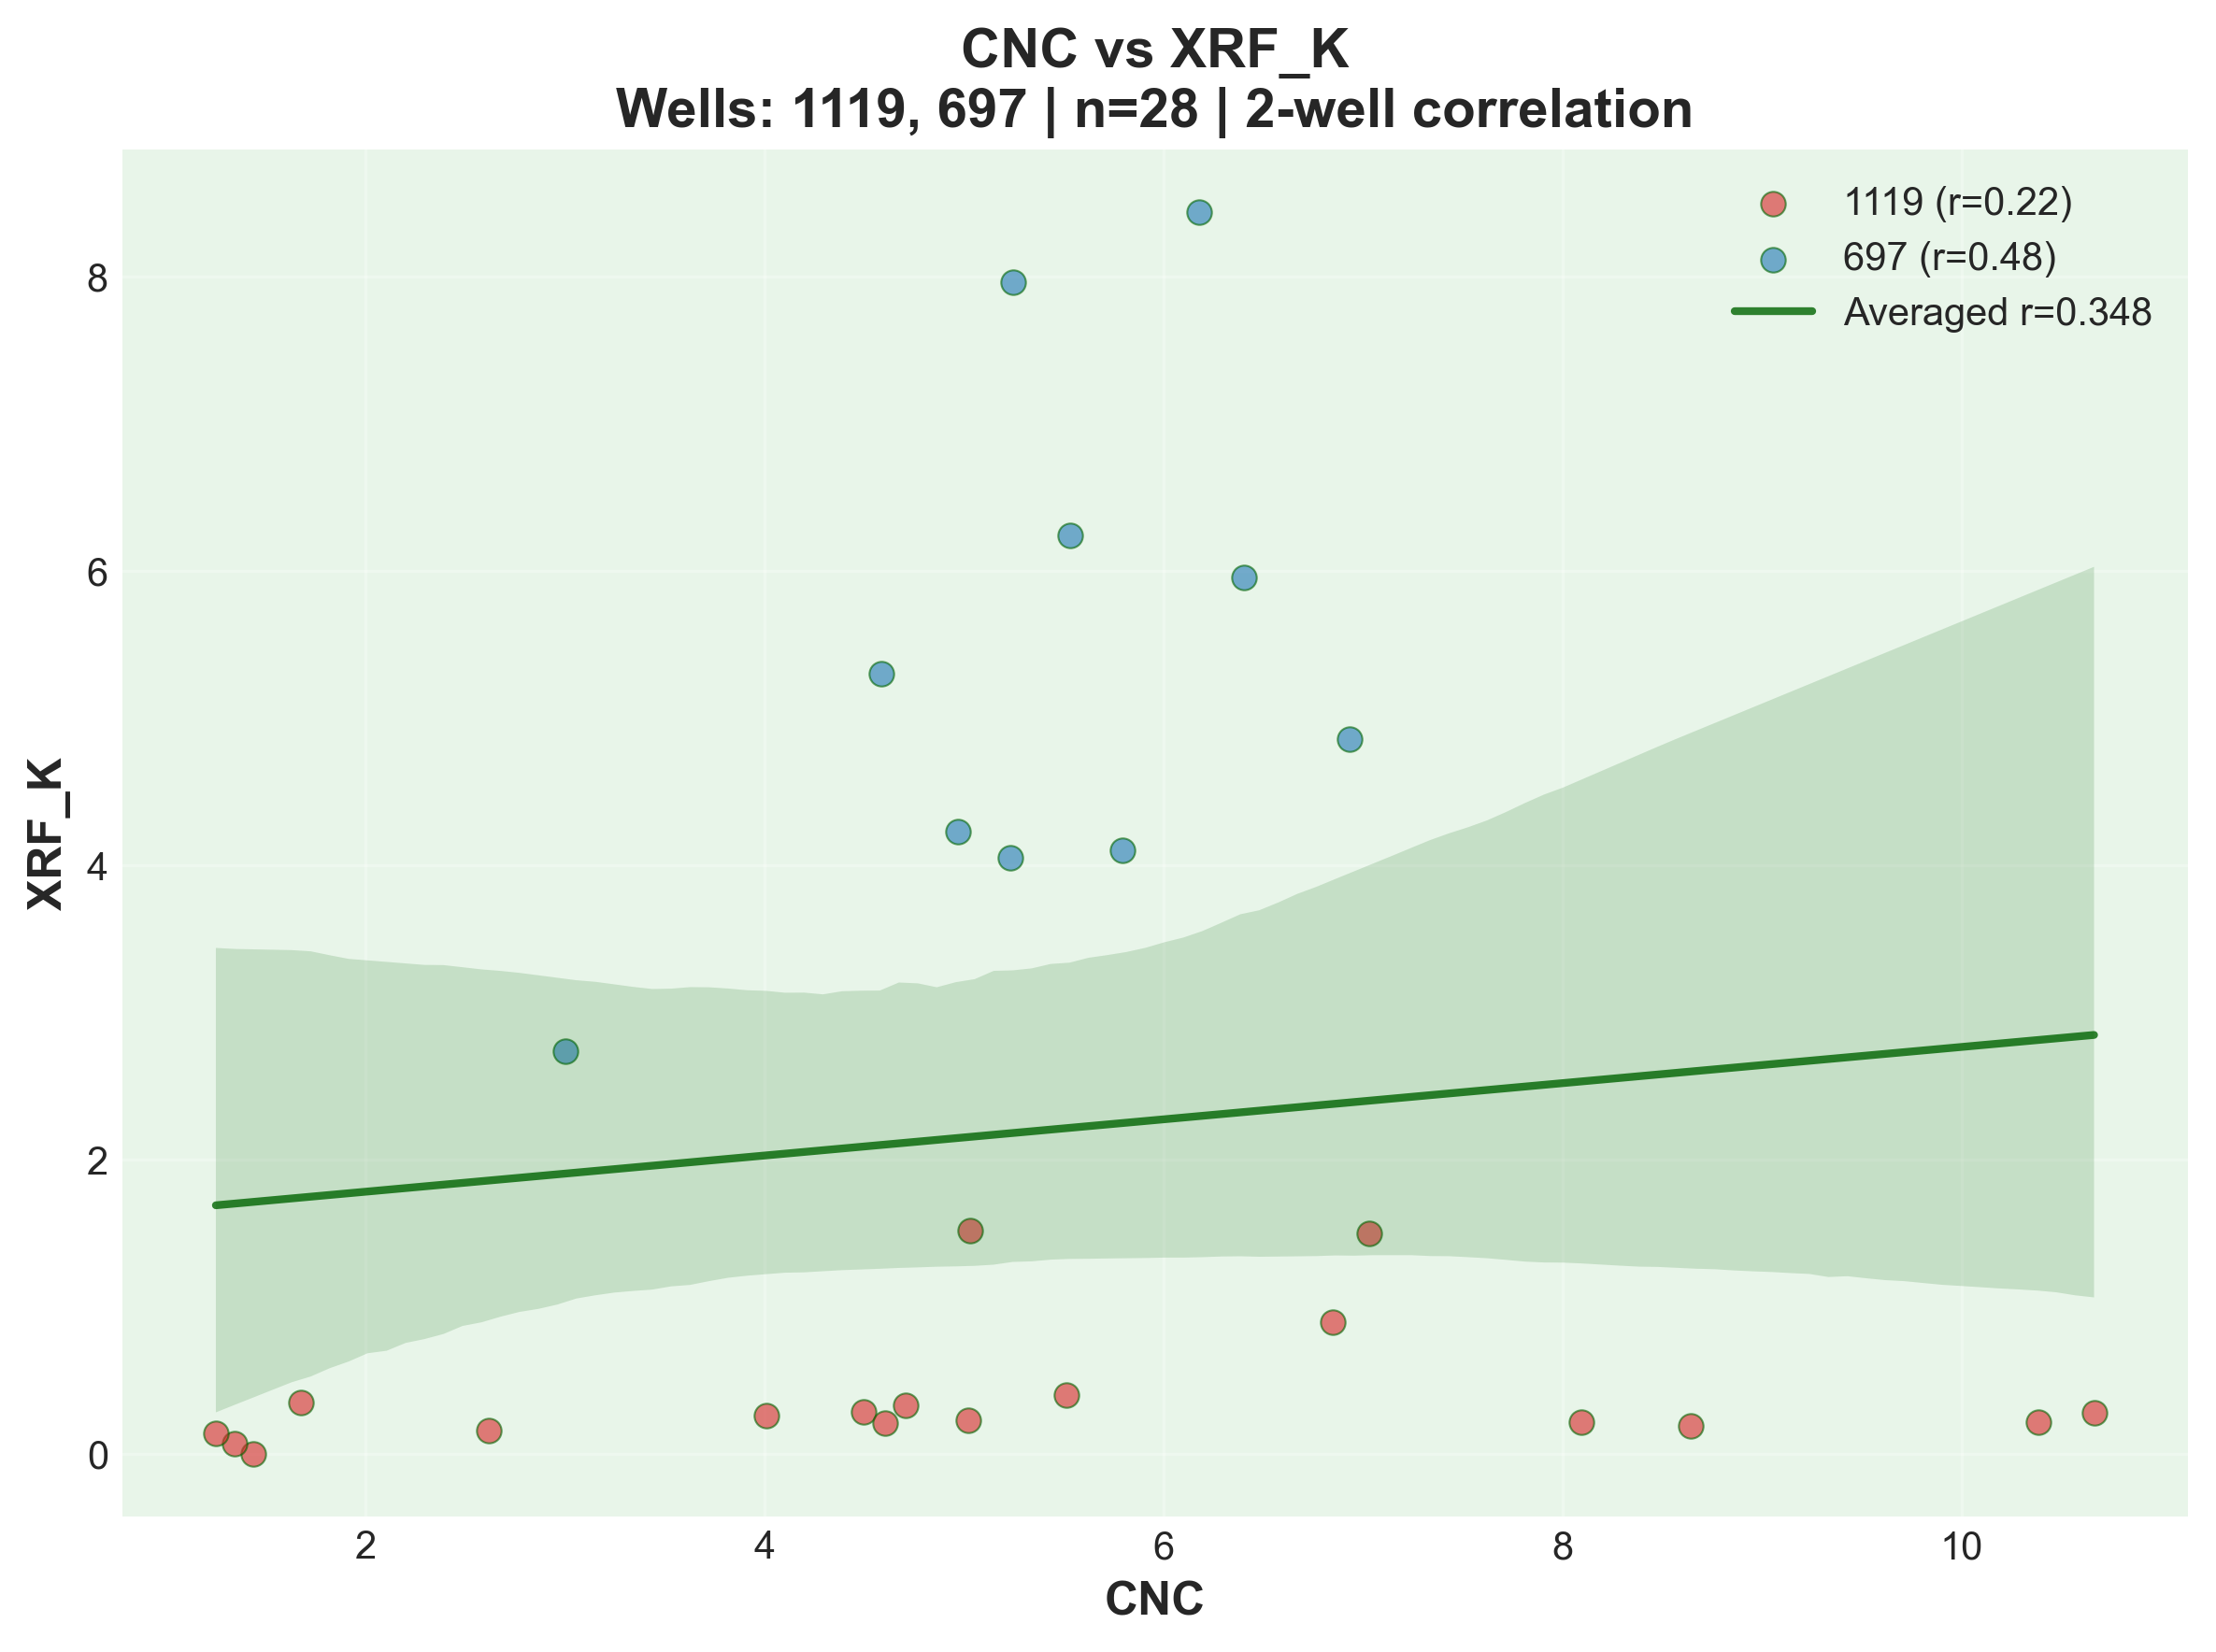 CNC vs XRF_K
Wells: 1119, 697 | n=28 | 2-well correlation
1119 (r=0.22)
697 (r=0.48)
Averaged r=0.348
XRF_K
8
6
4
2
0
2
4
6
8
10
CNC